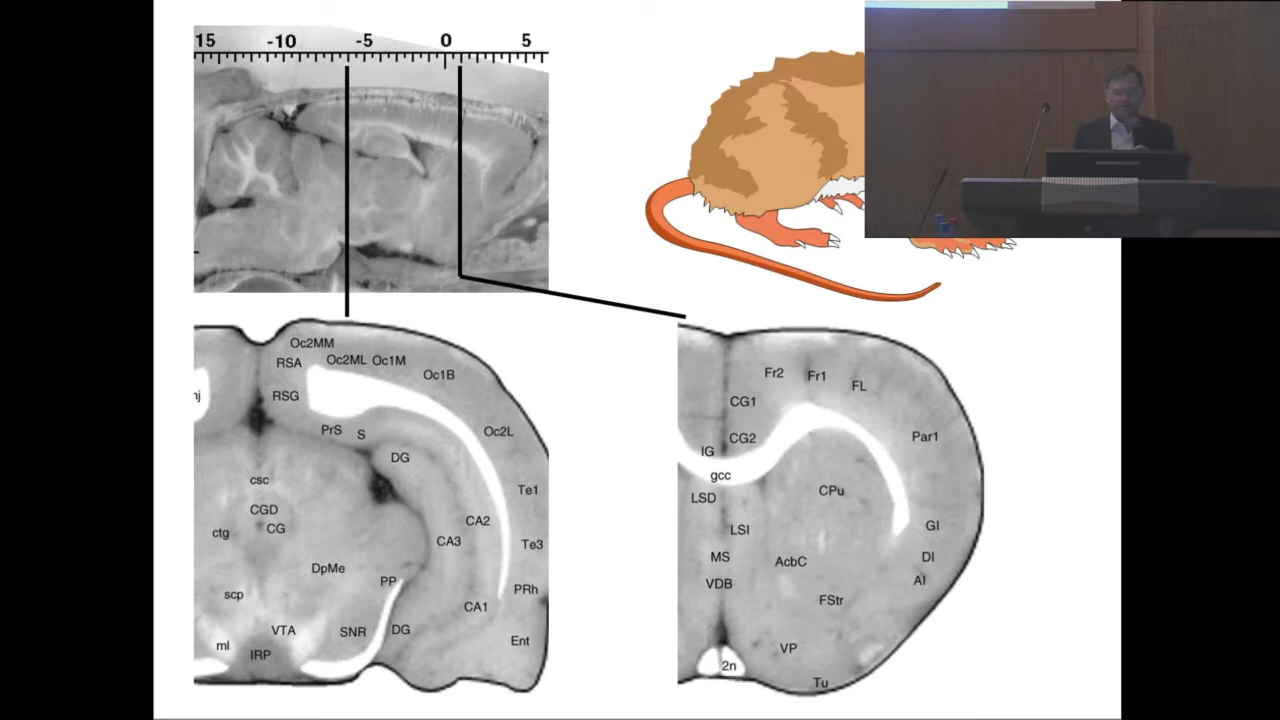 15 -10 -5 0 5
Oc2MM
RSA Oc2ML Oc1M
Oc1B
nj RSG
PrS S Oc2L
DG
csc Te1
CGD
CG CA2
ctg CA3 Te3
DpMe
PP PRh
scp CA1
VTA SNR DG
ml IRP Ent
Fr2 Fr1 FL
CG1
CG2 Par1
IG
gcc
LSD CPu
LSI GI
MS AcbC DI
VDB AI
FStr
VP
2n
Tu